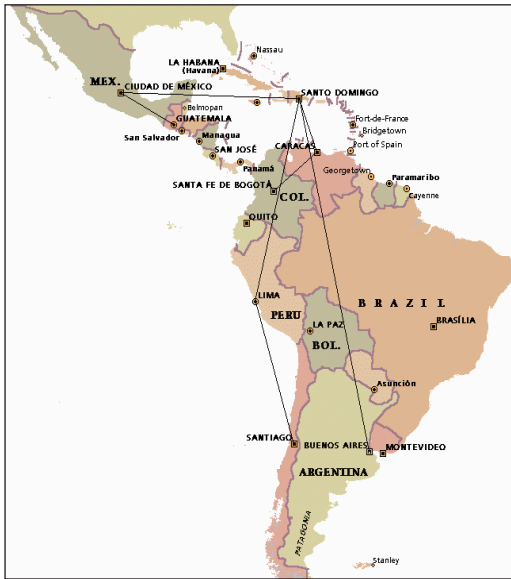 Nassau
LA HABANA
(Havana)
MEX.
CIUDAD DE MÉXICO
SANTO DOMINGO
Belmopan
GUATEMALA
Fort-de-France
San Salvador
Managua
Bridgetown
SAN JOSÉ
CARACAS
Port of Spain
Panamá
Georgetown
Paramaribo
SANTA FE DE BOGOTÁ
COL.
Cayenne
QUITO
LIMA
BRAZIL
PERU
LA PAZ
BRASÍLIA
BOL.
Asunción
SANTIAGO
BUENOS AIRES
MONTEVIDEO
ARGENTINA
PATAGONIA
Stanley